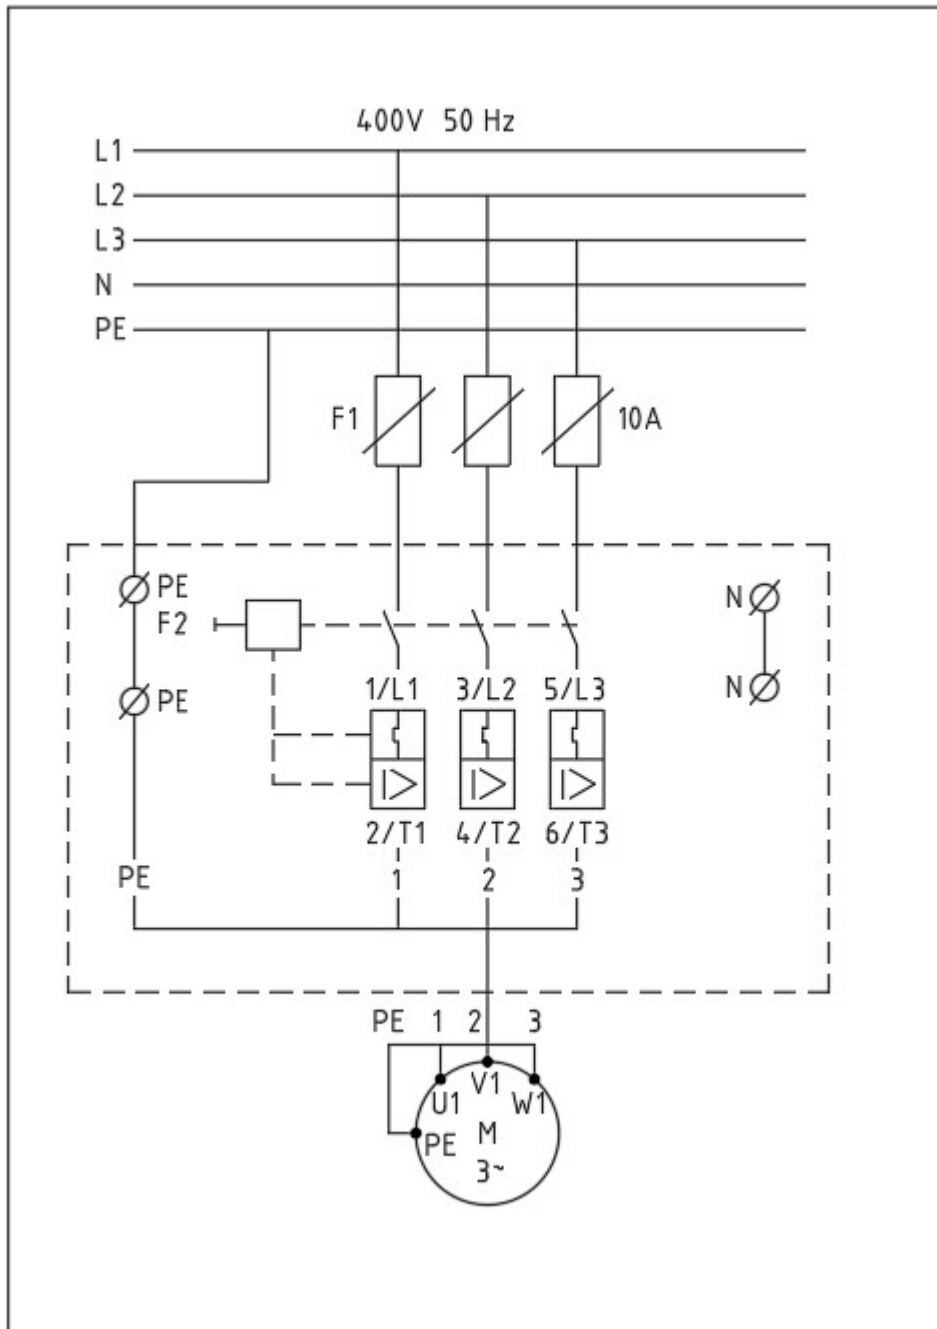 400V 50 Hz
L1
L2
L3
N
PE
F1 10A
PE N
F2
PE N
1/L1 3/L2 5/L3
I> I> I>
2/T1 4/T2 6/T3
PE 1 2 3
PE 1 2 3
U1 V1 W1
PE M
3~